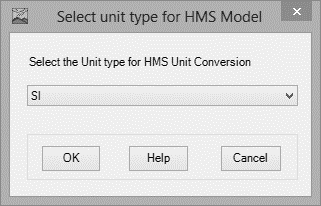 Select unit type for HMS Model
Select the Unit type for HMS Unit Conversion
SI
OK Help Cancel